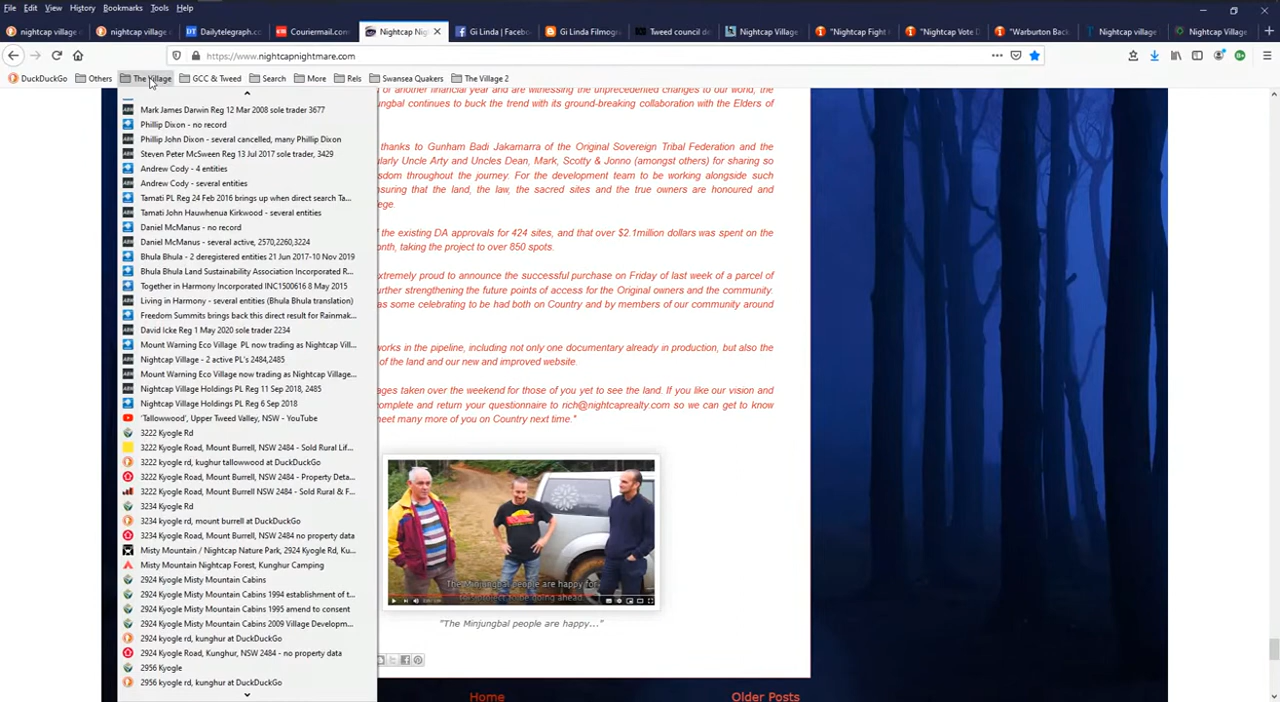 File Edit View History Bookmarks Tools Help
nightcap village
nightcap village
Dailytelegraph.co
Couriermail.com
Nightcap Nig
Gi Linda | Facebo
Gi Linda Filmogr
Tweed council de
Nightcap Village
"Nightcap Fight
"Nightcap Vote D
"Warburton Back
Nightcap village
Nightcap Village
https://www.nightcapnightmare.com
DuckDuckGo Others The Village GCC & Tweed Search More Rels Swansea Quakers The Village 2
Mark James Darwin Reg 12 Mar 2008 sole trader 3677
Phillip Dixon - no record
Phillip John Dixon - several cancelled, many Phillip Dixon
Steven Peter McSween Reg 13 Jul 2017 sole trader, 3429
Andrew Cody - 4 entities
Andrew Cody - several entities
Tamati PL Reg 24 Feb 2016 brings up when direct search Ta...
Tamati John Hauwhenua Kirkwood - several entities
Daniel McManus - no record
Daniel McManus - several active, 2570,2260,3224
Bhula Bhula - 2 deregistered entities 21 Jun 2017-10 Nov 2019
Bhula Bhula Land Sustainability Association Incorporated R...
Together in Harmony Incorporated INC1500616 8 May 2015
Living in Harmony - several entities (Bhula Bhula translation)
Freedom Summits brings back this direct result for Rainmak...
David Icke Reg 1 May 2020 sole trader 2234
Mount Warning Eco Village PL now trading as Nightcap Vill...
Nightcap Village - 2 active PL's 2484,2485
Mount Warning Eco Village now trading as Nightcap Village...
Nightcap Village Holdings PL Reg 11 Sep 2018, 2485
Nightcap Village Holdings PL Reg 6 Sep 2018
'Tallowwood', Upper Tweed Valley, NSW - YouTube
3222 Kyogle Rd
3222 Kyogle Road, Mount Burrell, NSW 2484 - Sold Rural Lif...
3222 kyogle rd, kughur tallowwood at DuckDuckGo
3222 Kyogle Road, Mount Burrell, NSW 2484 - Property Deta...
3222 Kyogle Road, Mount Burrell NSW 2484 - Sold Rural & F...
3234 Kyogle Rd
3234 kyogle rd, mount burrell at DuckDuckGo
3234 Kyogle Road, Mount Burrell NSW 2484 no property data
Misty Mountain / Nightcap Nature Park, 2924 Kyogle Rd, Ku...
Misty Mountain Nightcap Forest, Kunghur Camping
2924 Kyogle Misty Mountain Cabins
2924 Kyogle Misty Mountain Cabins 1994 establishment of t...
2924 Kyogle Misty Mountain Cabins 1995 amend to consent
2924 Kyogle Misty Mountain Cabins 2009 Village Developm...
2924 kyogle rd, kunghur at DuckDuckGo
2924 Kyogle Road, Kunghur, NSW 2484 - no property data
2956 Kyogle
2956 kyogle rd, kunghur at DuckDuckGo
of another financial year and are witnessing the unprecedented changes to our world, the
ngbal continues to buck the trend with its ground-breaking collaboration with the Elders of
thanks to Gunham Badi Jakamarra of the Original Sovereign Tribal Federation and the
ularly Uncle Arty and Uncles Dean, Mark, Scotty & Jonno (amongst others) for sharing so
sdom throughout the journey. For the development team to be working alongside such
nsuring that the land, the law, the sacred sites and the true owners are honoured and
ege.
the existing DA approvals for 424 sites, and that over $2.1million dollars was spent on the
onth, taking the project to over 850 spots.
xtremely proud to announce the successful purchase on Friday of last week of a parcel of
urther strengthening the future points of access for the Original owners and the community.
as some celebrating to be had both on Country and by members of our community around
works in the pipeline, including not only one documentary already in production, but also the
of the land and our new and improved website.
ages taken over the weekend for those of you yet to see the land. If you like our vision and
complete and return your questionnaire to rich@nightcaprealty.com so we can get to know
meet many more of you on Country next time."
The Minjungbal people are happy for
"The Minjungbal people are happy..."
Home Older Posts